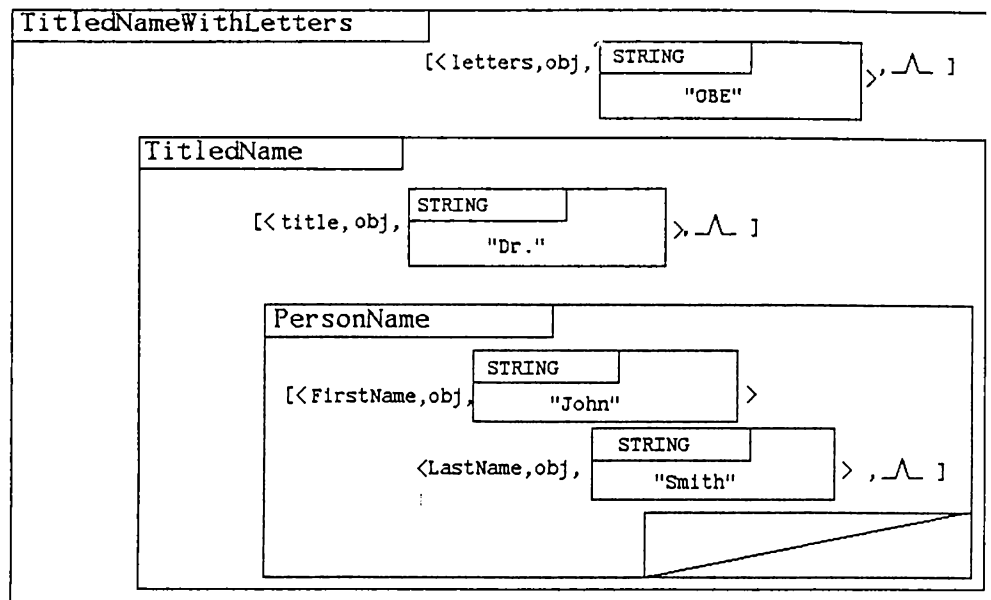 TitledNameWithLetters
[<letters,obj, STRING
"OBE" >, ]
TitledName
[<title,obj, STRING
"Dr." >, ]
PersonName
[<FirstName,obj, STRING
"John" >
<LastName,obj, STRING
"Smith" > , ]